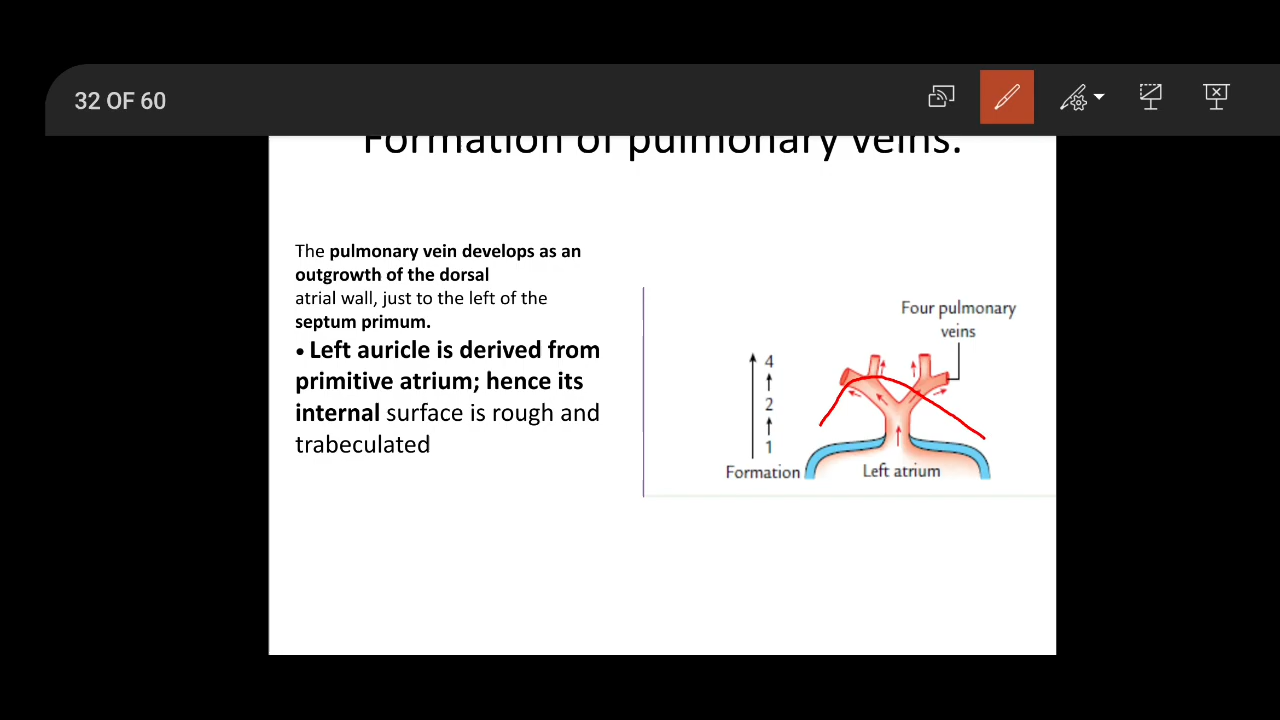 32 OF 60
Formation of pulmonary veins.
The pulmonary vein develops as an
outgrowth of the dorsal
atrial wall, just to the left of the
septum primum.
• Left auricle is derived from
primitive atrium; hence its
internal surface is rough and
trabeculated
Four pulmonary
veins
4
2
1
Formation
Left atrium